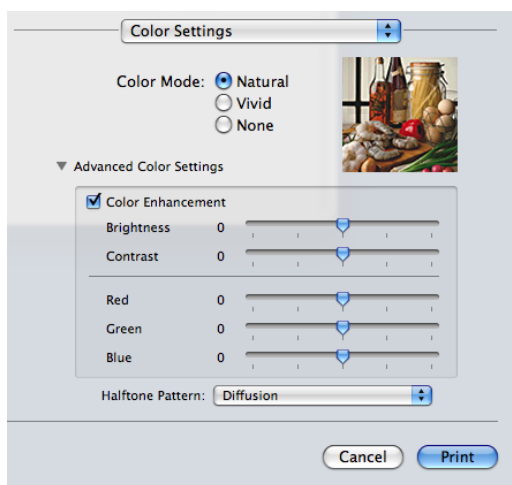 Color Settings
Color Mode: Natural
Vivid
None
Advanced Color Settings
Color Enhancement
Brightness 0
Contrast 0
Red 0
Green 0
Blue 0
Halftone Pattern: Diffusion
Cancel Print